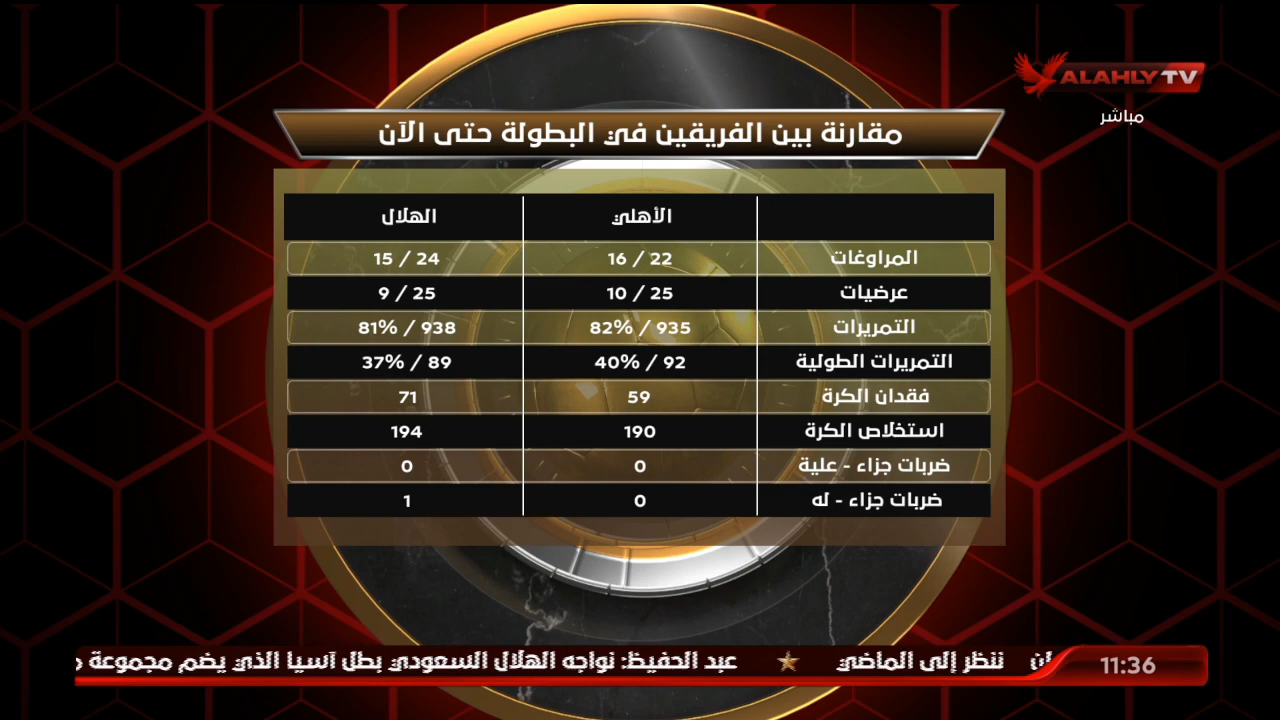 ALAHLY TV
مباشر
مقارنة بين الفريقين في البطولة حتى الآن
الأهلي الهلال
المراوغات 16 / 22 15 / 24
عرضيات 10 / 25 9 / 25
التمريرات 82% / 935 81% / 938
التمريرات الطولية 40% / 92 37% / 89
فقدان الكرة 59 71
استخلاص الكرة 190 194
ضربات جزاء - علية 0 0
ضربات جزاء - له 0 1
11:36
ننظر إلى الماضي ★ عبد الحفيظ: نواجه الهلال السعودي بطل آسيا الذي يضم مجموعة